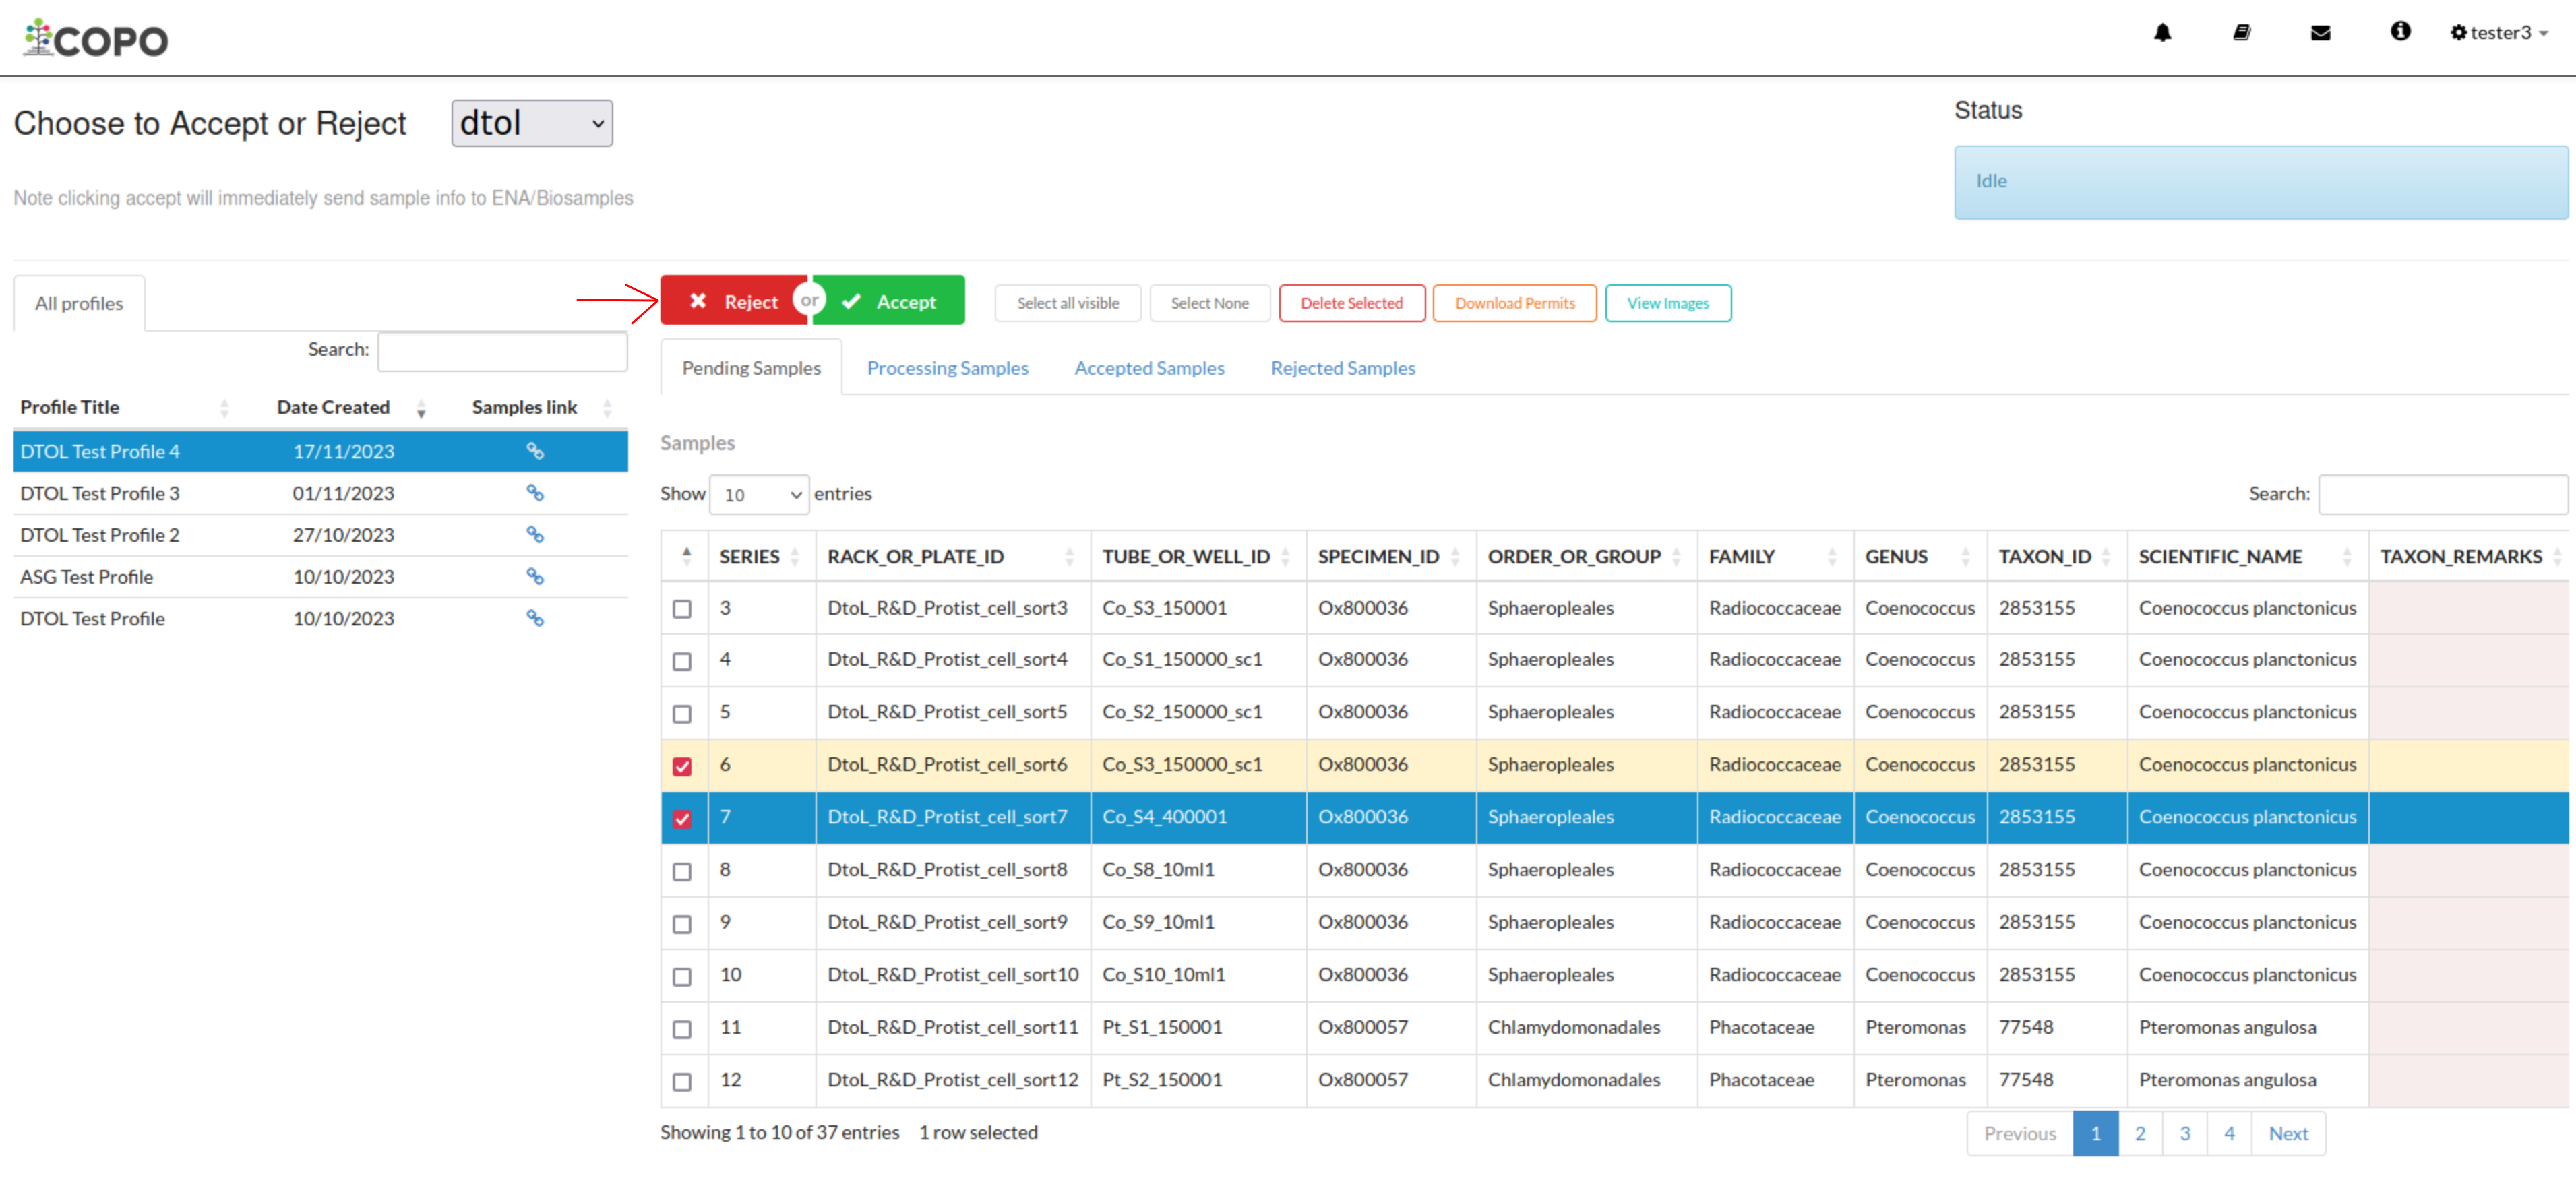 COPO
tester3
Choose to Accept or Reject dtol
Status
Idle
Note clicking accept will immediately send sample info to ENA/Biosamples
All profiles
Reject or Accept Select all visible Select None Delete Selected Download Permits View Images
Search:
Pending Samples Processing Samples Accepted Samples Rejected Samples
Profile Title Date Created Samples link
DTOL Test Profile 4 17/11/2023
DTOL Test Profile 3 01/11/2023
DTOL Test Profile 2 27/10/2023
ASG Test Profile 10/10/2023
DTOL Test Profile 10/10/2023
Samples
Show 10 entries Search:
SERIES RACK_OR_PLATE_ID TUBE_OR_WELL_ID SPECIMEN_ID ORDER_OR_GROUP FAMILY GENUS TAXON_ID SCIENTIFIC_NAME TAXON_REMARKS
3 DtoL_R&D_Protist_cell_sort3 Co_S3_150001 Ox800036 Sphaeropleales Radiococcaceae Coenococcus 2853155 Coenococcus planctonicus
4 DtoL_R&D_Protist_cell_sort4 Co_S1_150000_sc1 Ox800036 Sphaeropleales Radiococcaceae Coenococcus 2853155 Coenococcus planctonicus
5 DtoL_R&D_Protist_cell_sort5 Co_S2_150000_sc1 Ox800036 Sphaeropleales Radiococcaceae Coenococcus 2853155 Coenococcus planctonicus
6 DtoL_R&D_Protist_cell_sort6 Co_S3_150000_sc1 Ox800036 Sphaeropleales Radiococcaceae Coenococcus 2853155 Coenococcus planctonicus
7 DtoL_R&D_Protist_cell_sort7 Co_S4_400001 Ox800036 Sphaeropleales Radiococcaceae Coenococcus 2853155 Coenococcus planctonicus
8 DtoL_R&D_Protist_cell_sort8 Co_S8_10ml1 Ox800036 Sphaeropleales Radiococcaceae Coenococcus 2853155 Coenococcus planctonicus
9 DtoL_R&D_Protist_cell_sort9 Co_S9_10ml1 Ox800036 Sphaeropleales Radiococcaceae Coenococcus 2853155 Coenococcus planctonicus
10 DtoL_R&D_Protist_cell_sort10 Co_S10_10ml1 Ox800036 Sphaeropleales Radiococcaceae Coenococcus 2853155 Coenococcus planctonicus
11 DtoL_R&D_Protist_cell_sort11 Pt_S1_150001 Ox800057 Chlamydomonadales Phacotaceae Pteromonas 77548 Pteromonas angulosa
12 DtoL_R&D_Protist_cell_sort12 Pt_S2_150001 Ox800057 Chlamydomonadales Phacotaceae Pteromonas 77548 Pteromonas angulosa
Showing 1 to 10 of 37 entries 1 row selected
Previous 1 2 3 4 Next